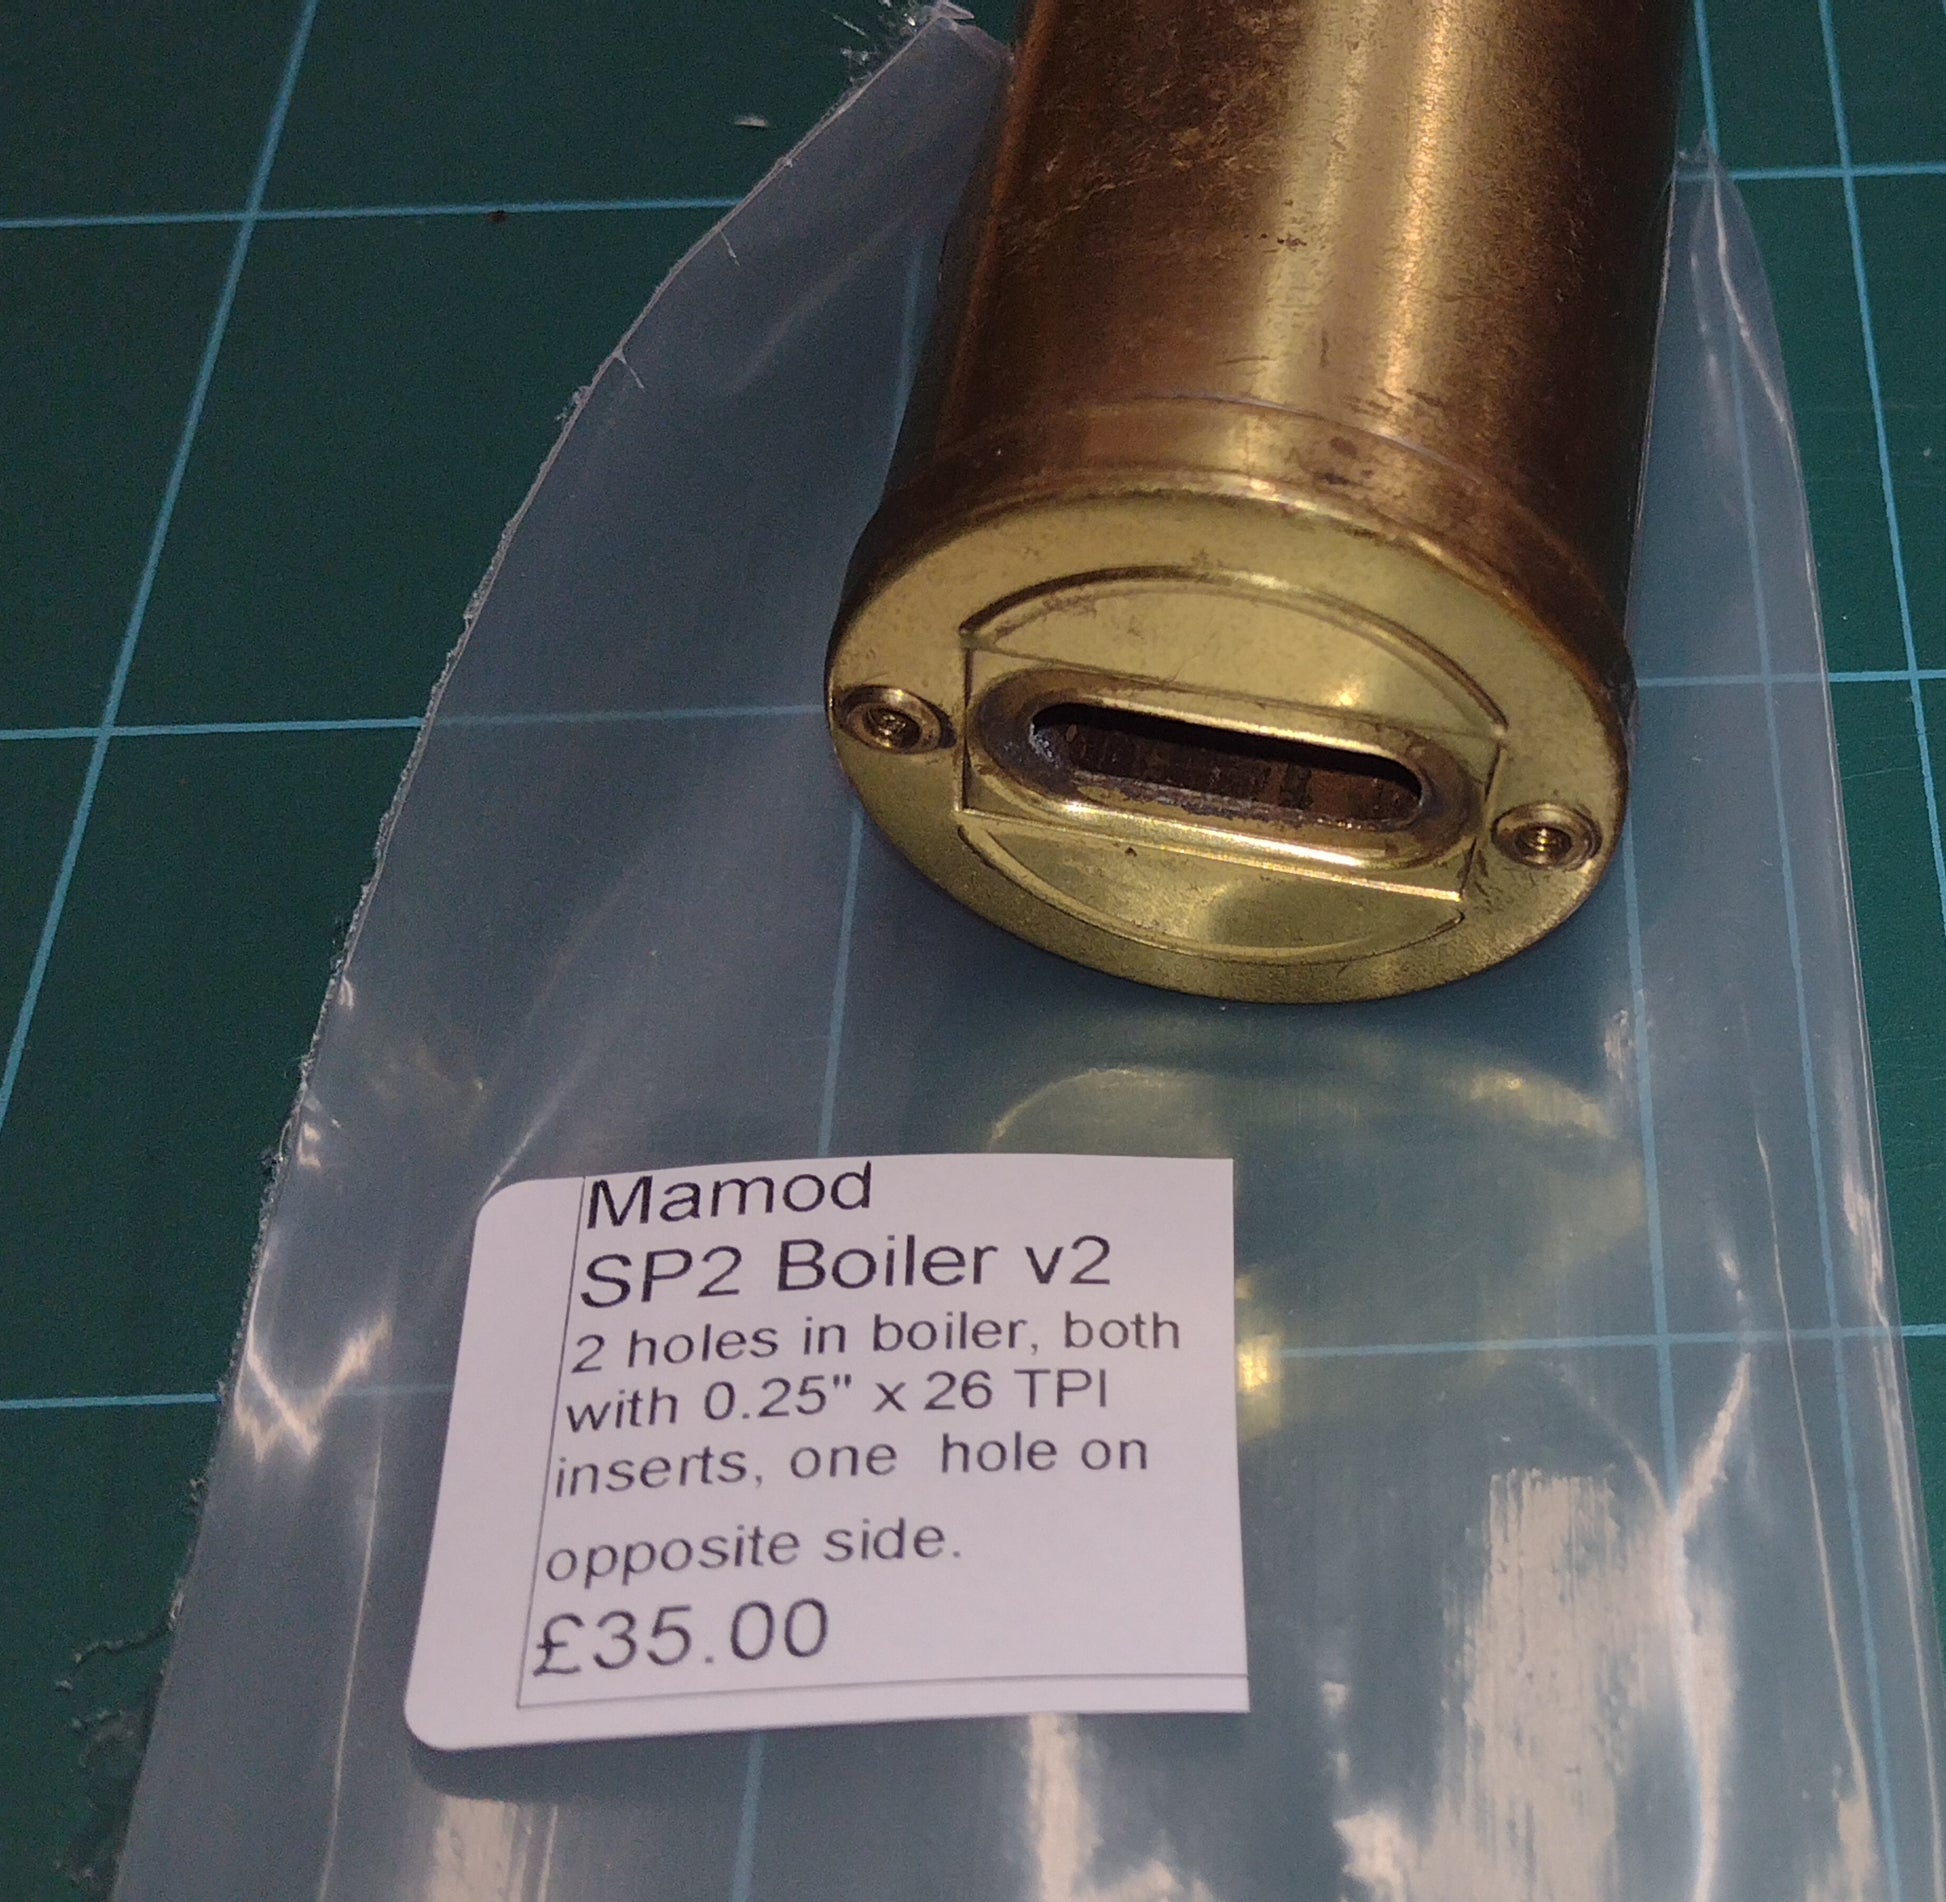 Mamod
SP2 Boiler v2
2 holes in boiler, both
with 0.25" x 26 TPI
inserts, one hole on
opposite side.
£35.00